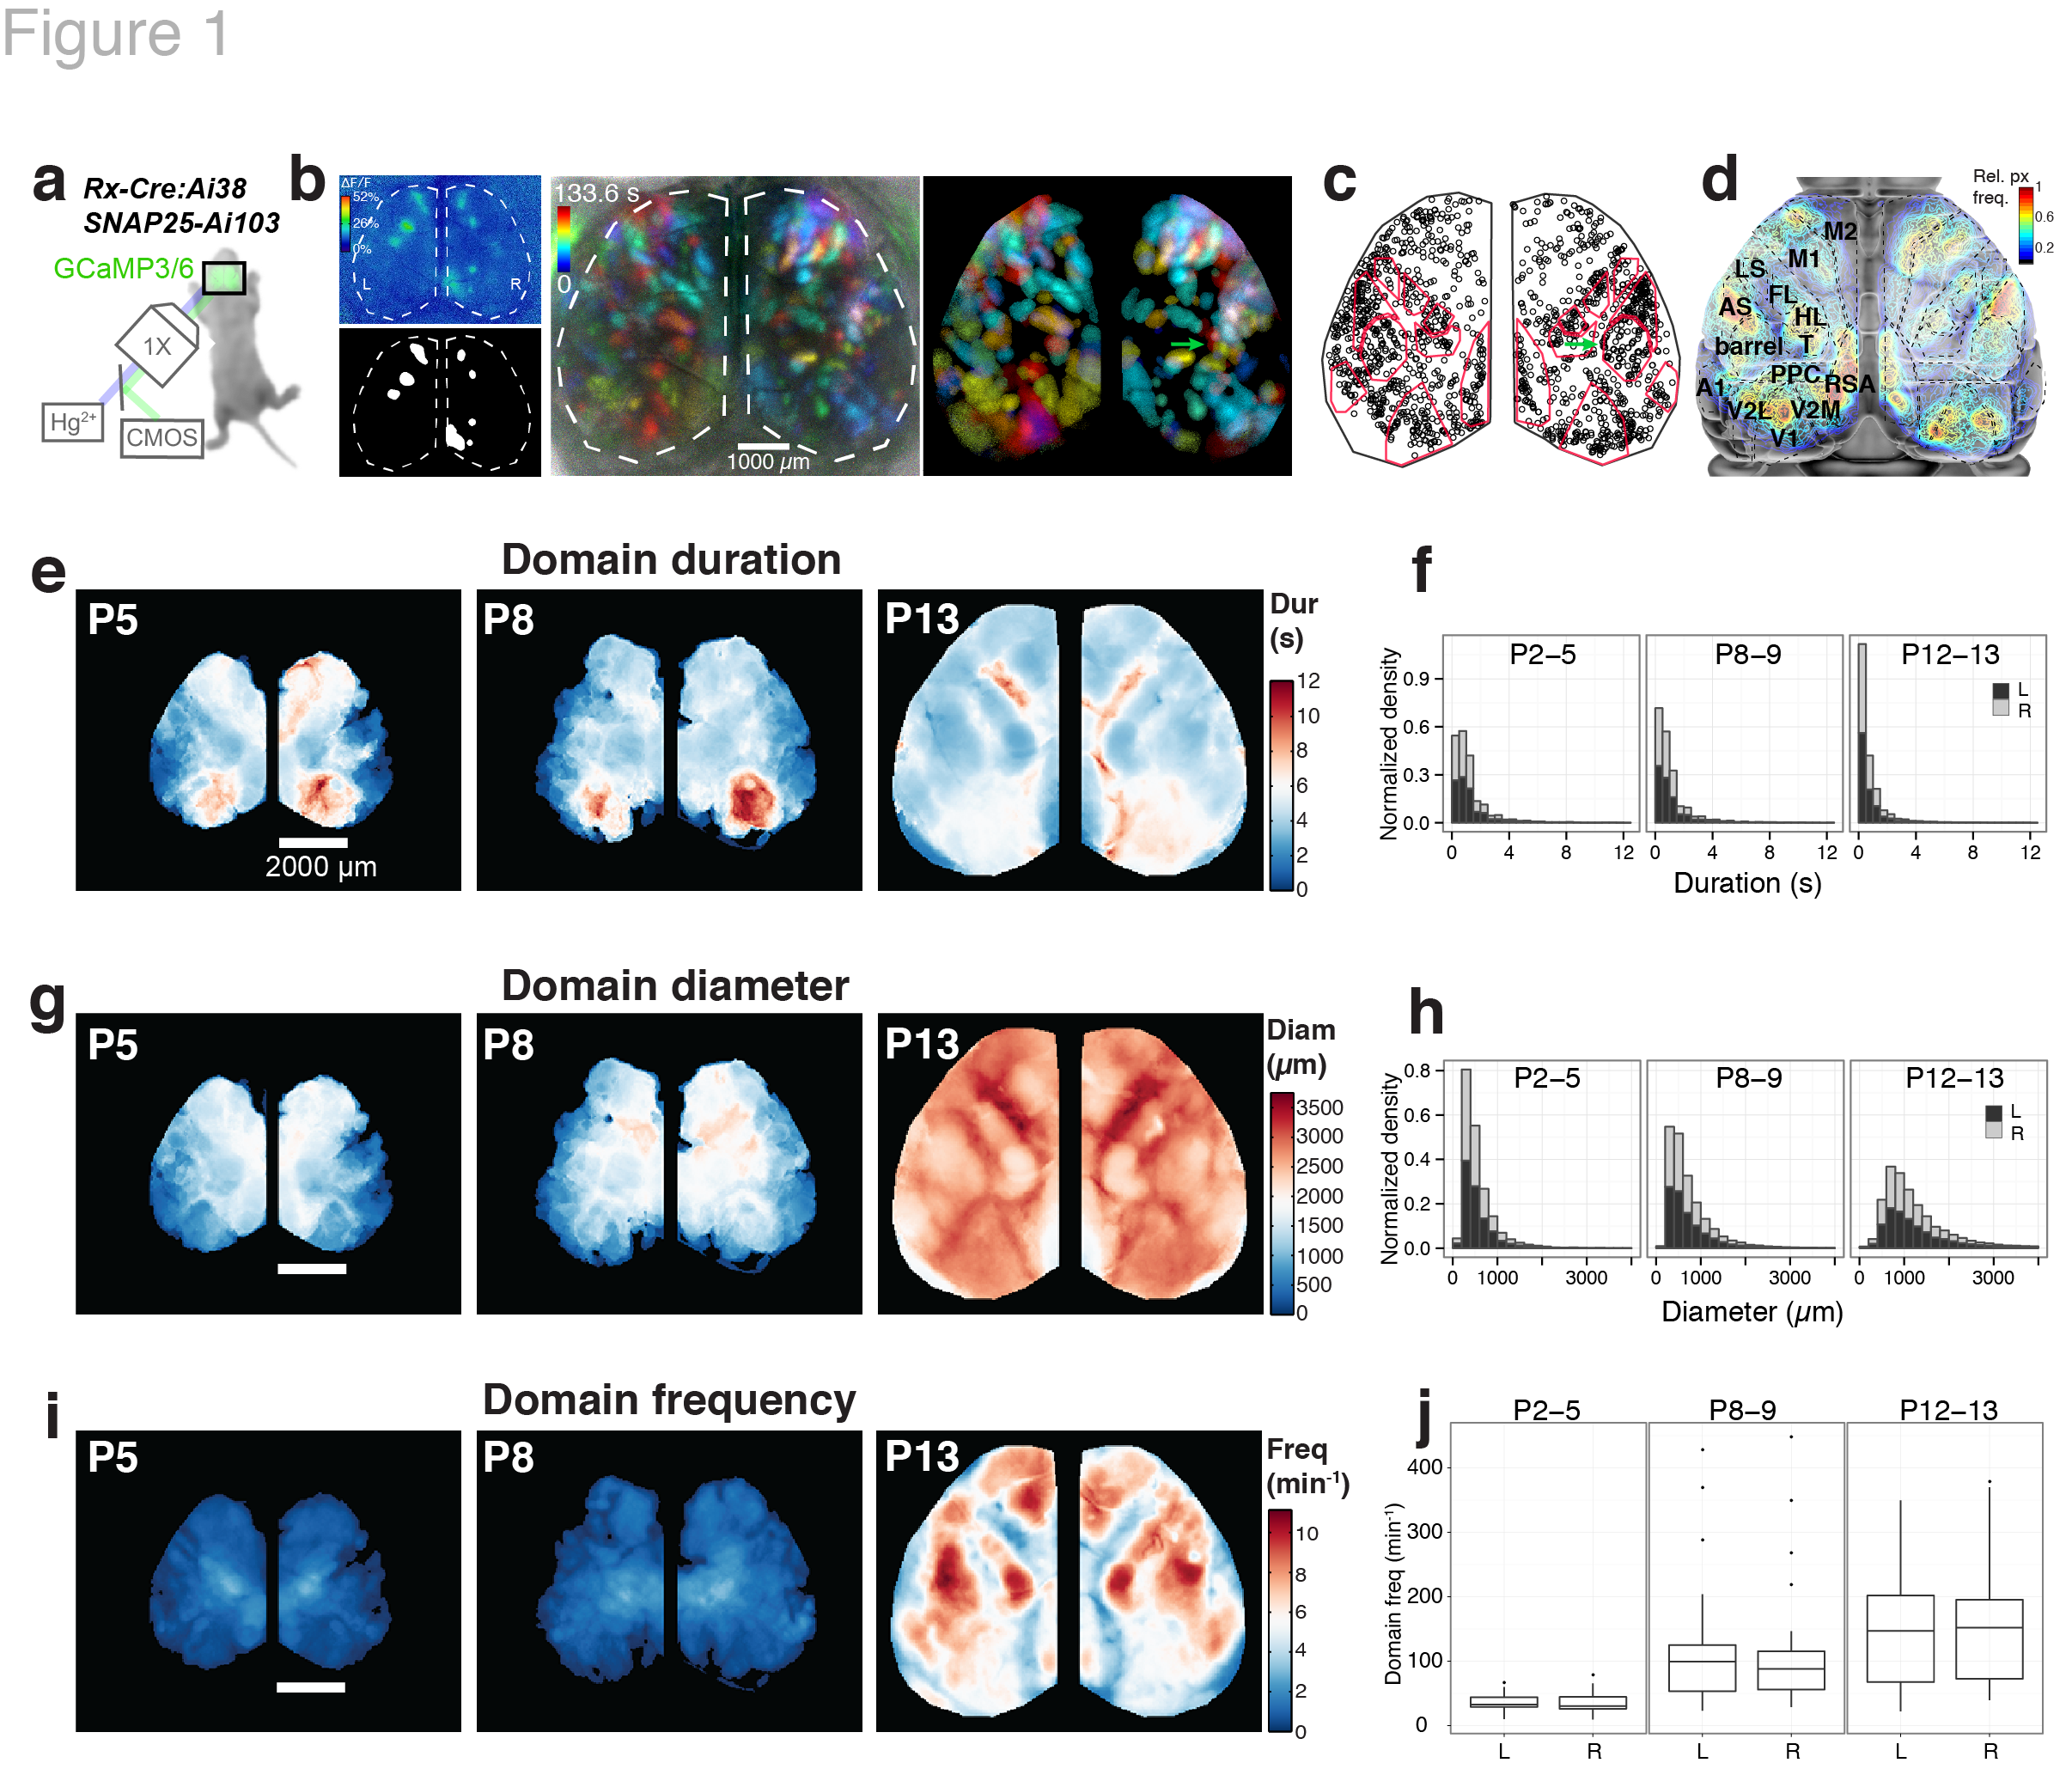 Figure 1
a
Rx-Cre:Ai38
SNAP25-Ai103
GCaMP3/6
1X
Hg2+
CMOS
b
ΔF/F
52%
26%
0%
L
R
133.6 s
0
1000 µm
c
d
Rel. px
freq.
1
0.6
0.2
M2
M1
LS
FL
AS
HL
barrel
T
PPC
RSA
A1
V2L
V2M
V1
e
Domain duration
P5
P8
P13
2000 µm
Dur
(s)
12
10
8
6
4
2
0
f
Normalized density
P2–5
P8–9
P12–13
L
R
0.9
0.6
0.3
0.0
0 4 8 12
0 4 8 12
0 4 8 12
Duration (s)
g
Domain diameter
P5
P8
P13
Diam
(µm)
3500
3000
2500
2000
1500
1000
500
0
h
Normalized density
P2–5
P8–9
P12–13
L
R
0.8
0.6
0.4
0.2
0.0
0 1000 3000
0 1000 3000
0 1000 3000
Diameter (µm)
i
Domain frequency
P5
P8
P13
Freq
(min-1)
10
8
6
4
2
0
j
Domain freq (min-1)
P2–5
P8–9
P12–13
400
300
200
100
0
L R
L R
L R